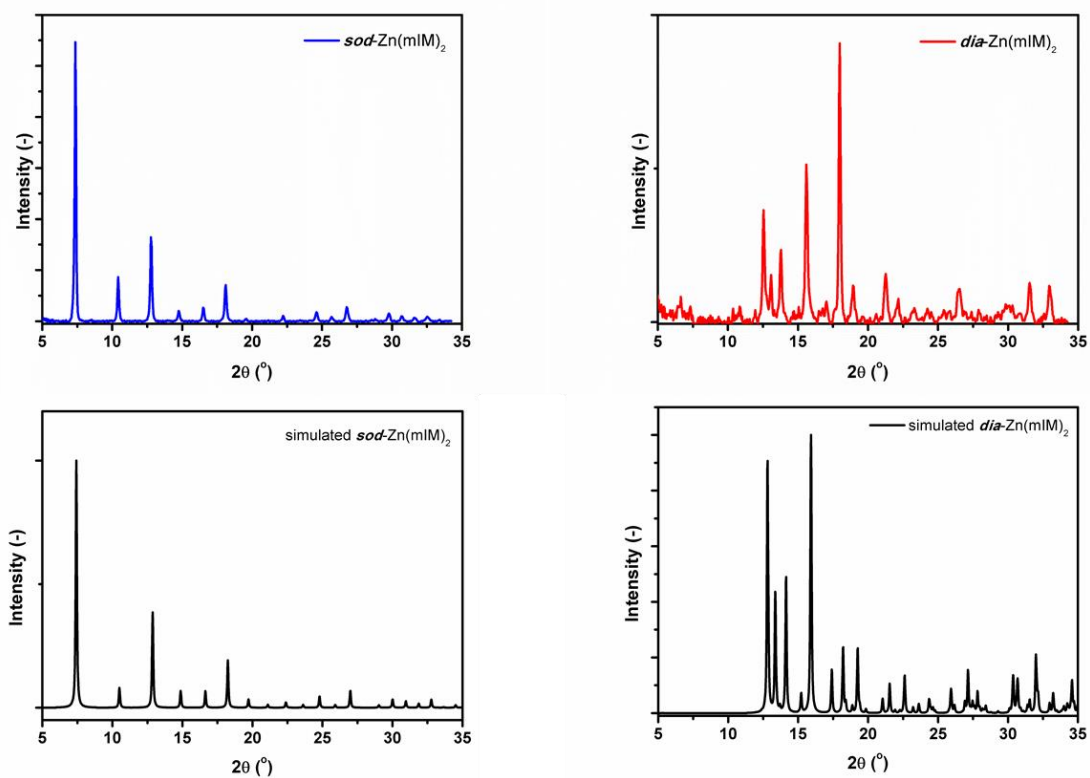 sod-Zn(mIM)₂
Intensity (-)
5 10 15 20 25 30 35
2θ (°)
dia-Zn(mIM)₂
Intensity (-)
5 10 15 20 25 30 35
2θ (°)
simulated sod-Zn(mIM)₂
Intensity (-)
5 10 15 20 25 30 35
2θ (°)
simulated dia-Zn(mIM)₂
Intensity (-)
5 10 15 20 25 30 35
2θ (°)